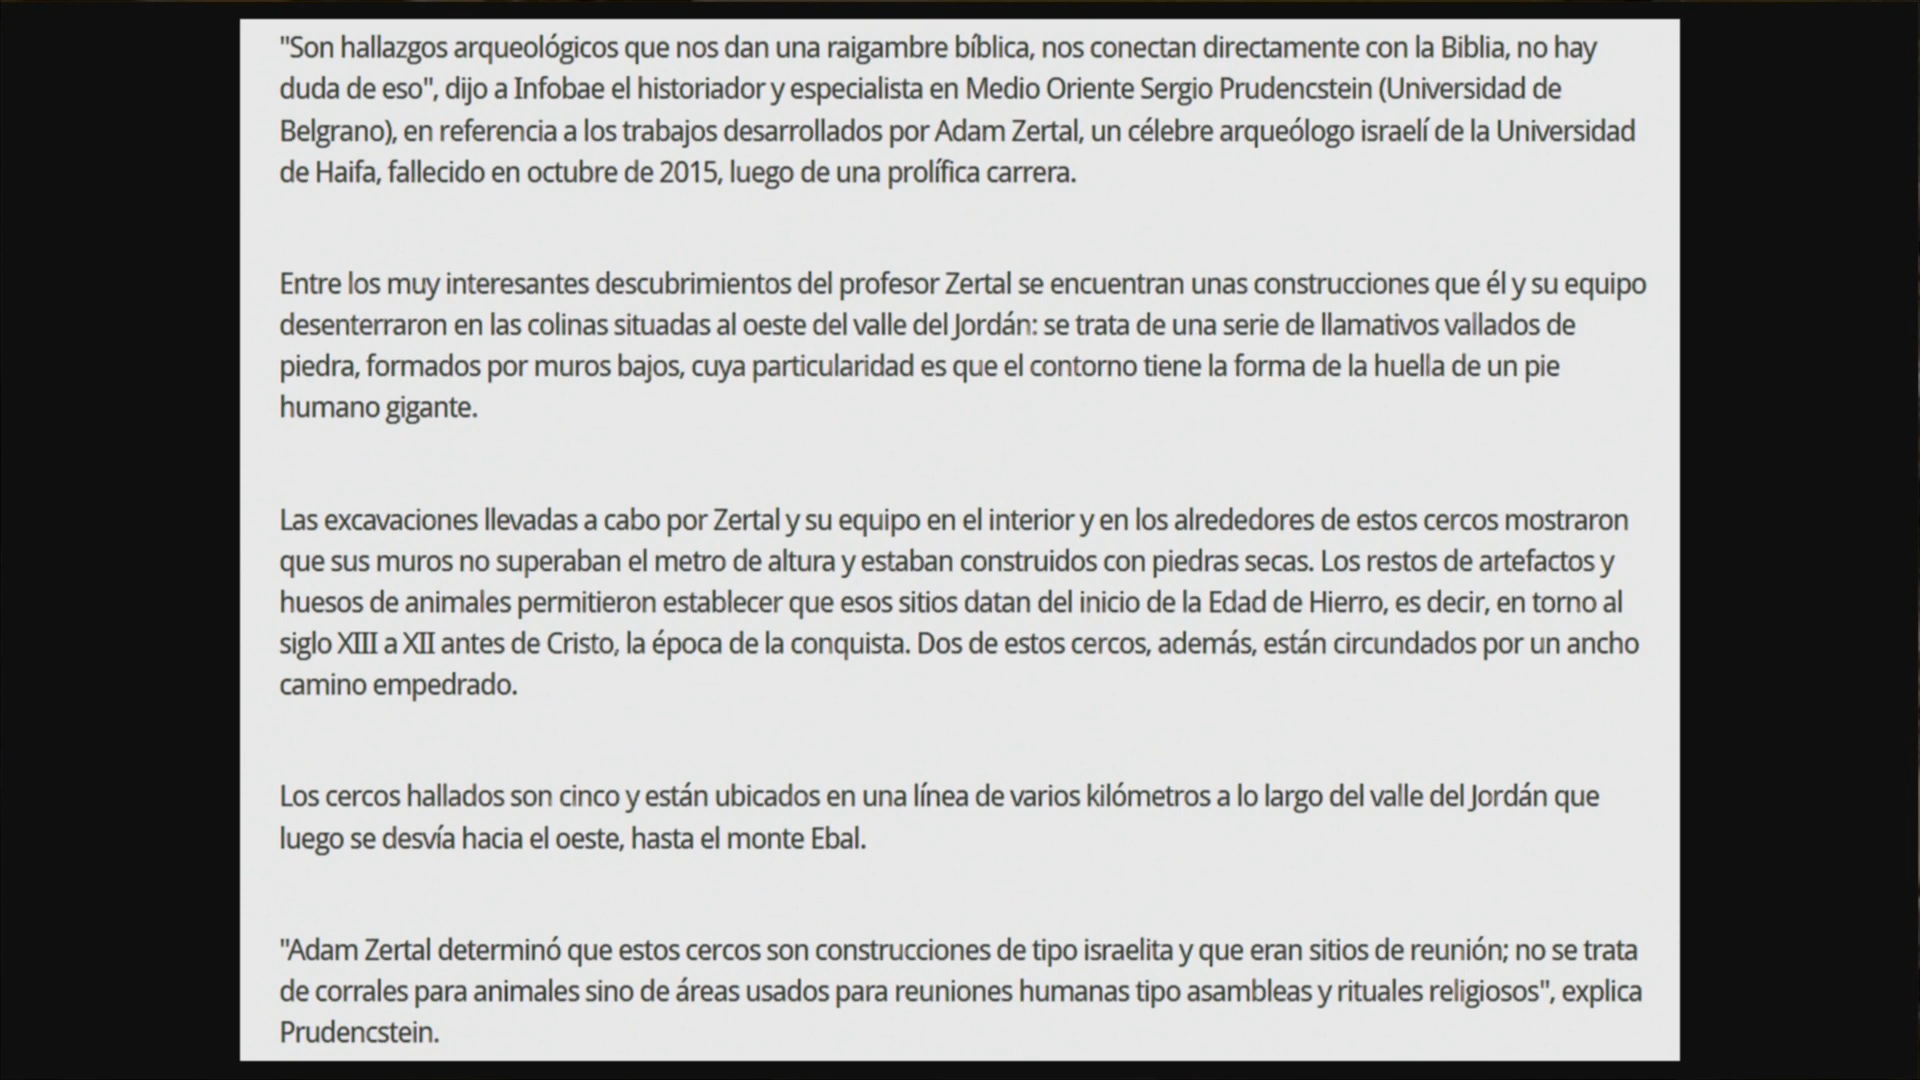 "Son hallazgos arqueológicos que nos dan una raigambre bíblica, nos conectan directamente con la Biblia, no hay
duda de eso", dijo a Infobae el historiador y especialista en Medio Oriente Sergio Prudencstein (Universidad de
Belgrano), en referencia a los trabajos desarrollados por Adam Zertal, un célebre arqueólogo israelí de la Universidad
de Haifa, fallecido en octubre de 2015, luego de una prolífica carrera.
Entre los muy interesantes descubrimientos del profesor Zertal se encuentran unas construcciones que él y su equipo
desenterraron en las colinas situadas al oeste del valle del Jordán: se trata de una serie de llamativos vallados de
piedra, formados por muros bajos, cuya particularidad es que el contorno tiene la forma de la huella de un pie
humano gigante.
Las excavaciones llevadas a cabo por Zertal y su equipo en el interior y en los alrededores de estos cercos mostraron
que sus muros no superaban el metro de altura y estaban construidos con piedras secas. Los restos de artefactos y
huesos de animales permitieron establecer que esos sitios datan del inicio de la Edad de Hierro, es decir, en torno al
siglo XIII a XII antes de Cristo, la época de la conquista. Dos de estos cercos, además, están circundados por un ancho
camino empedrado.
Los cercos hallados son cinco y están ubicados en una línea de varios kilómetros a lo largo del valle del Jordán que
luego se desvía hacia el oeste, hasta el monte Ebal.
"Adam Zertal determinó que estos cercos son construcciones de tipo israelita y que eran sitios de reunión; no se trata
de corrales para animales sino de áreas usados para reuniones humanas tipo asambleas y rituales religiosos", explica
Prudencstein.